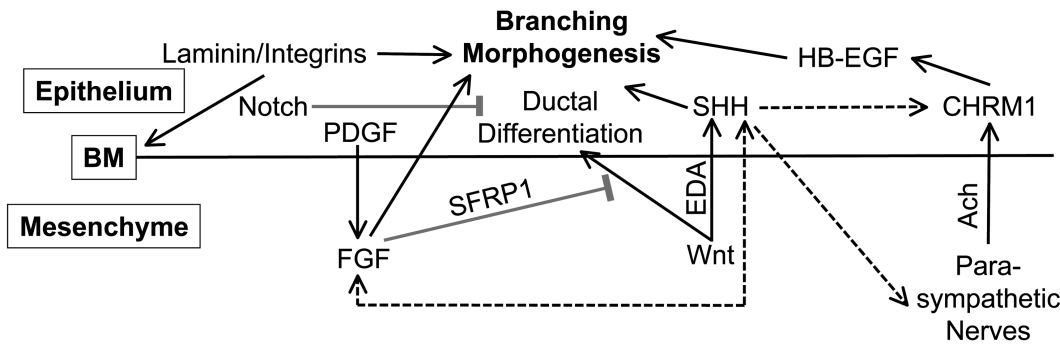 Branching
Morphogenesis
Laminin/Integrins
HB-EGF
Epithelium
Notch
Ductal
Differentiation
SHH
CHRM1
PDGF
BM
EDA
SFRP1
Ach
Mesenchyme
FGF
Wnt
Para-
sympathetic
Nerves